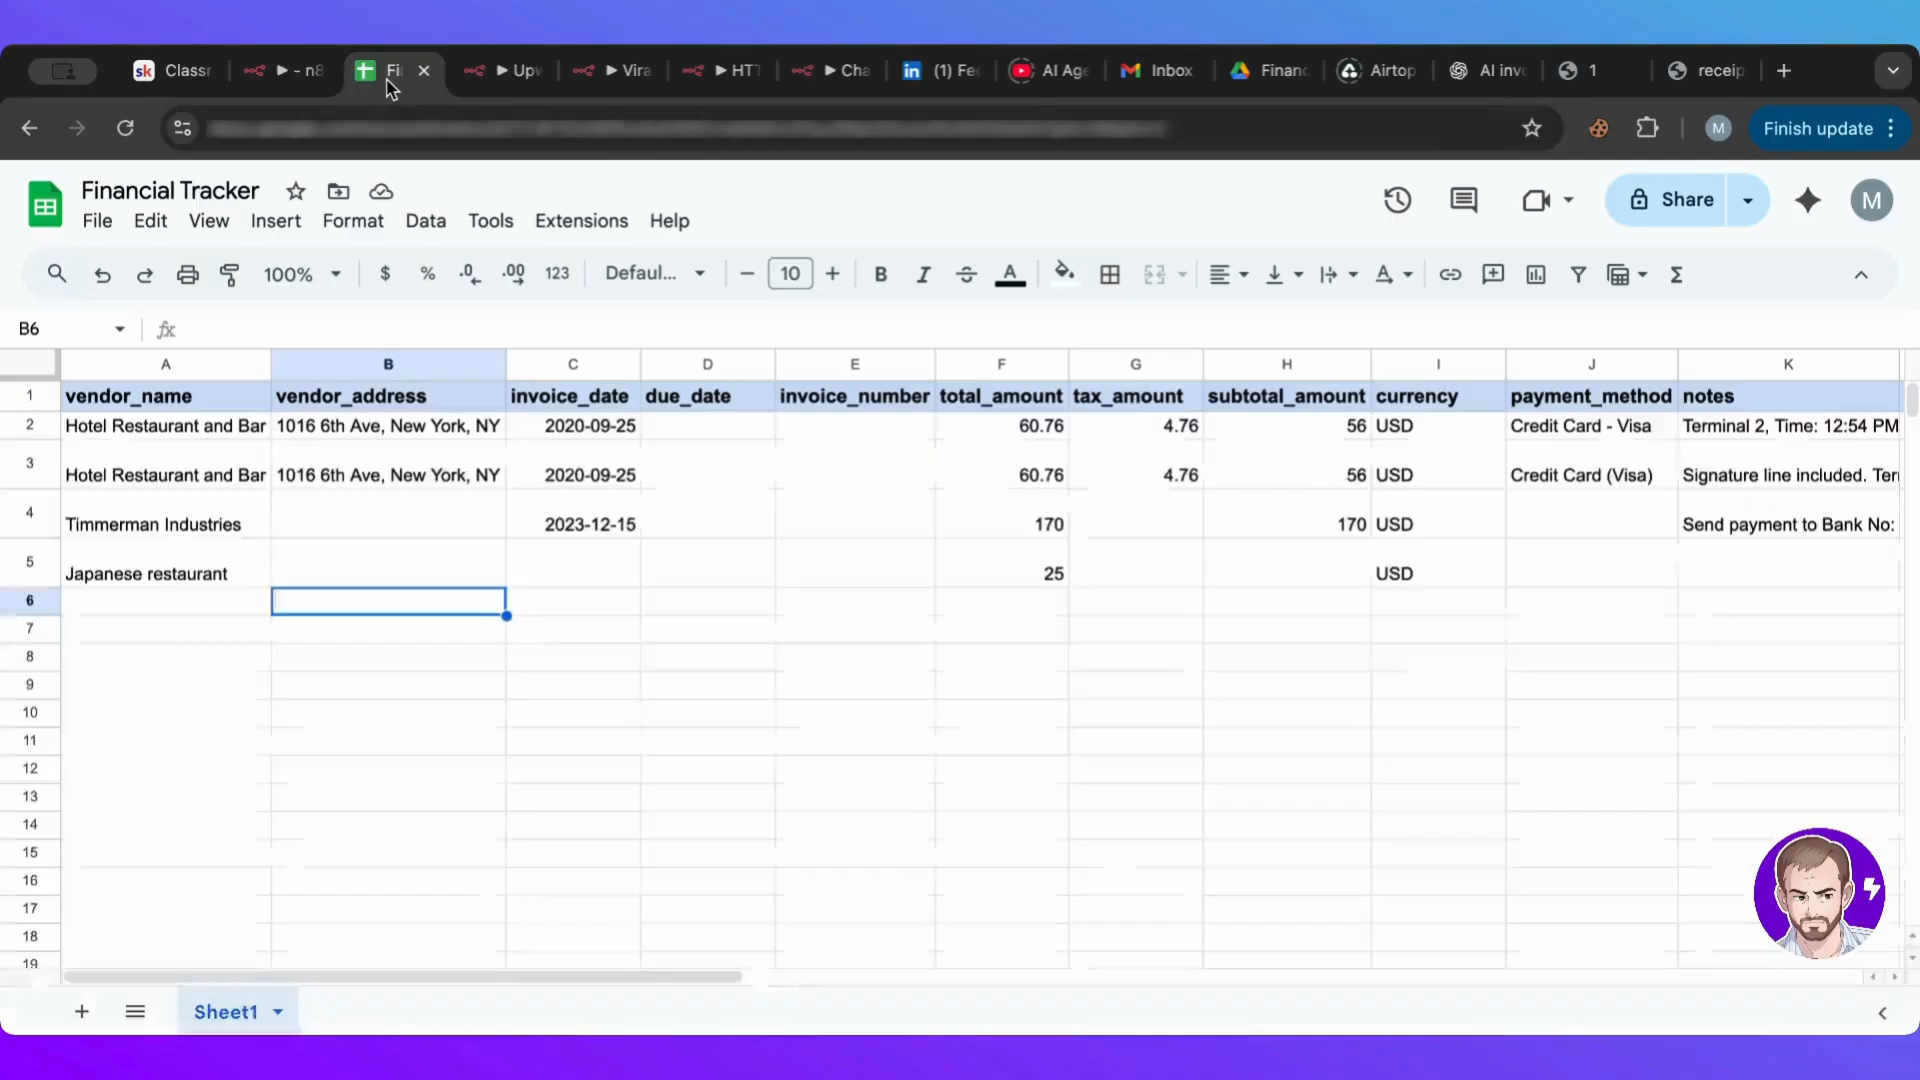 sk Classr - n8 Fi Upw Vira HTT Cha in (1) Fee AI Age Inbox Financ Airtop AI invo 1 receip
M Finish update
Financial Tracker
File Edit View Insert Format Data Tools Extensions Help
Share M
100% $ % .0 .00 123 Defaul... 10 B I A Σ
B6 fx
A B C D E F G H I J K
1 vendor_name vendor_address invoice_date due_date invoice_number total_amount tax_amount subtotal_amount currency payment_method notes
2 Hotel Restaurant and Bar 1016 6th Ave, New York, NY 2020-09-25 60.76 4.76 56 USD Credit Card - Visa Terminal 2, Time: 12:54 PM
3 Hotel Restaurant and Bar 1016 6th Ave, New York, NY 2020-09-25 60.76 4.76 56 USD Credit Card (Visa) Signature line included. Ter
4 Timmerman Industries 2023-12-15 170 170 USD Send payment to Bank No:
5 Japanese restaurant 25 USD
6
7
8
9
10
11
12
13
14
15
16
17
18
19
Sheet1